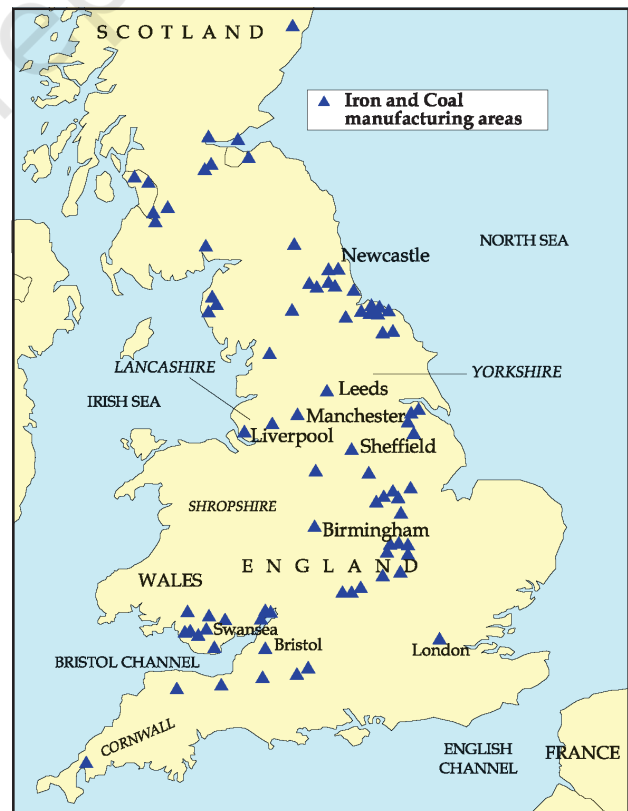 SCOTLAND
Iron and Coal
manufacturing areas
NORTH SEA
Newcastle
LANCASHIRE
YORKSHIRE
IRISH SEA
Leeds
Manchester
Liverpool
Sheffield
SHROPSHIRE
Birmingham
ENGLAND
WALES
Swansea
Bristol
London
BRISTOL CHANNEL
CORNWALL
ENGLISH
CHANNEL
FRANCE